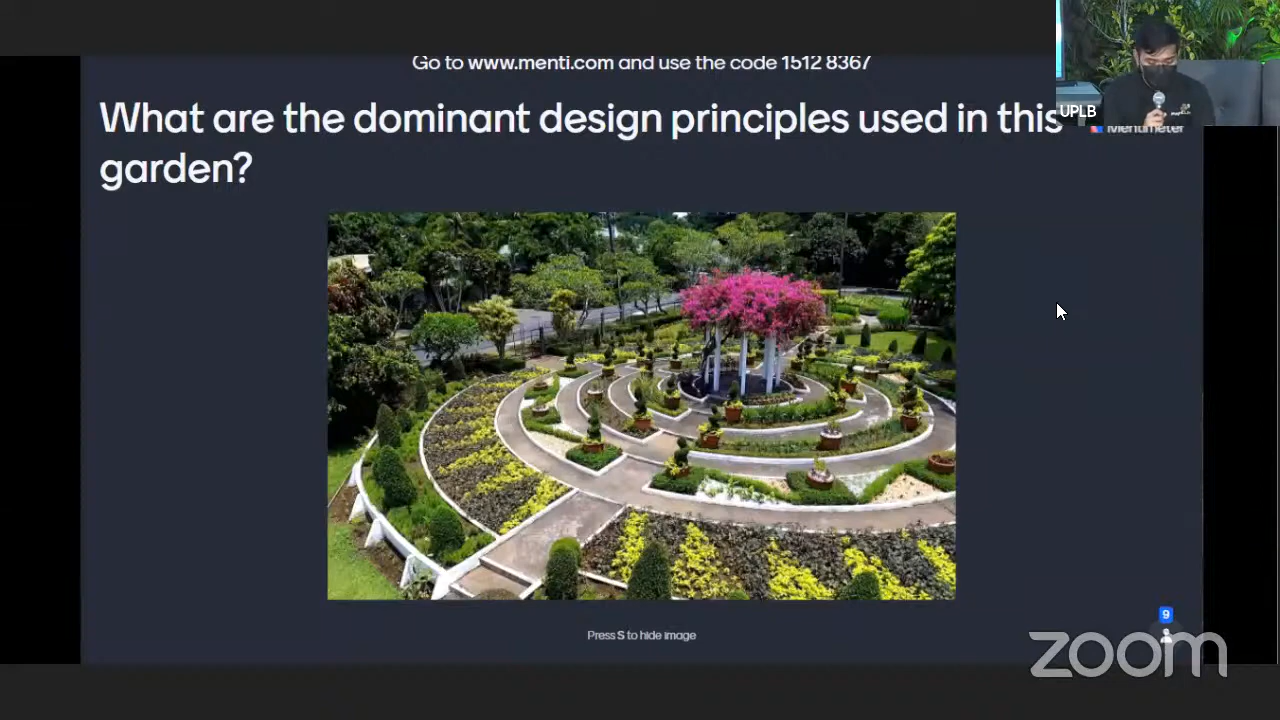 Go to www.menti.com and use the code 1512 8367
What are the dominant design principles used in this
garden?
UPLB
Mentimeter
Press S to hide image
9
zoom